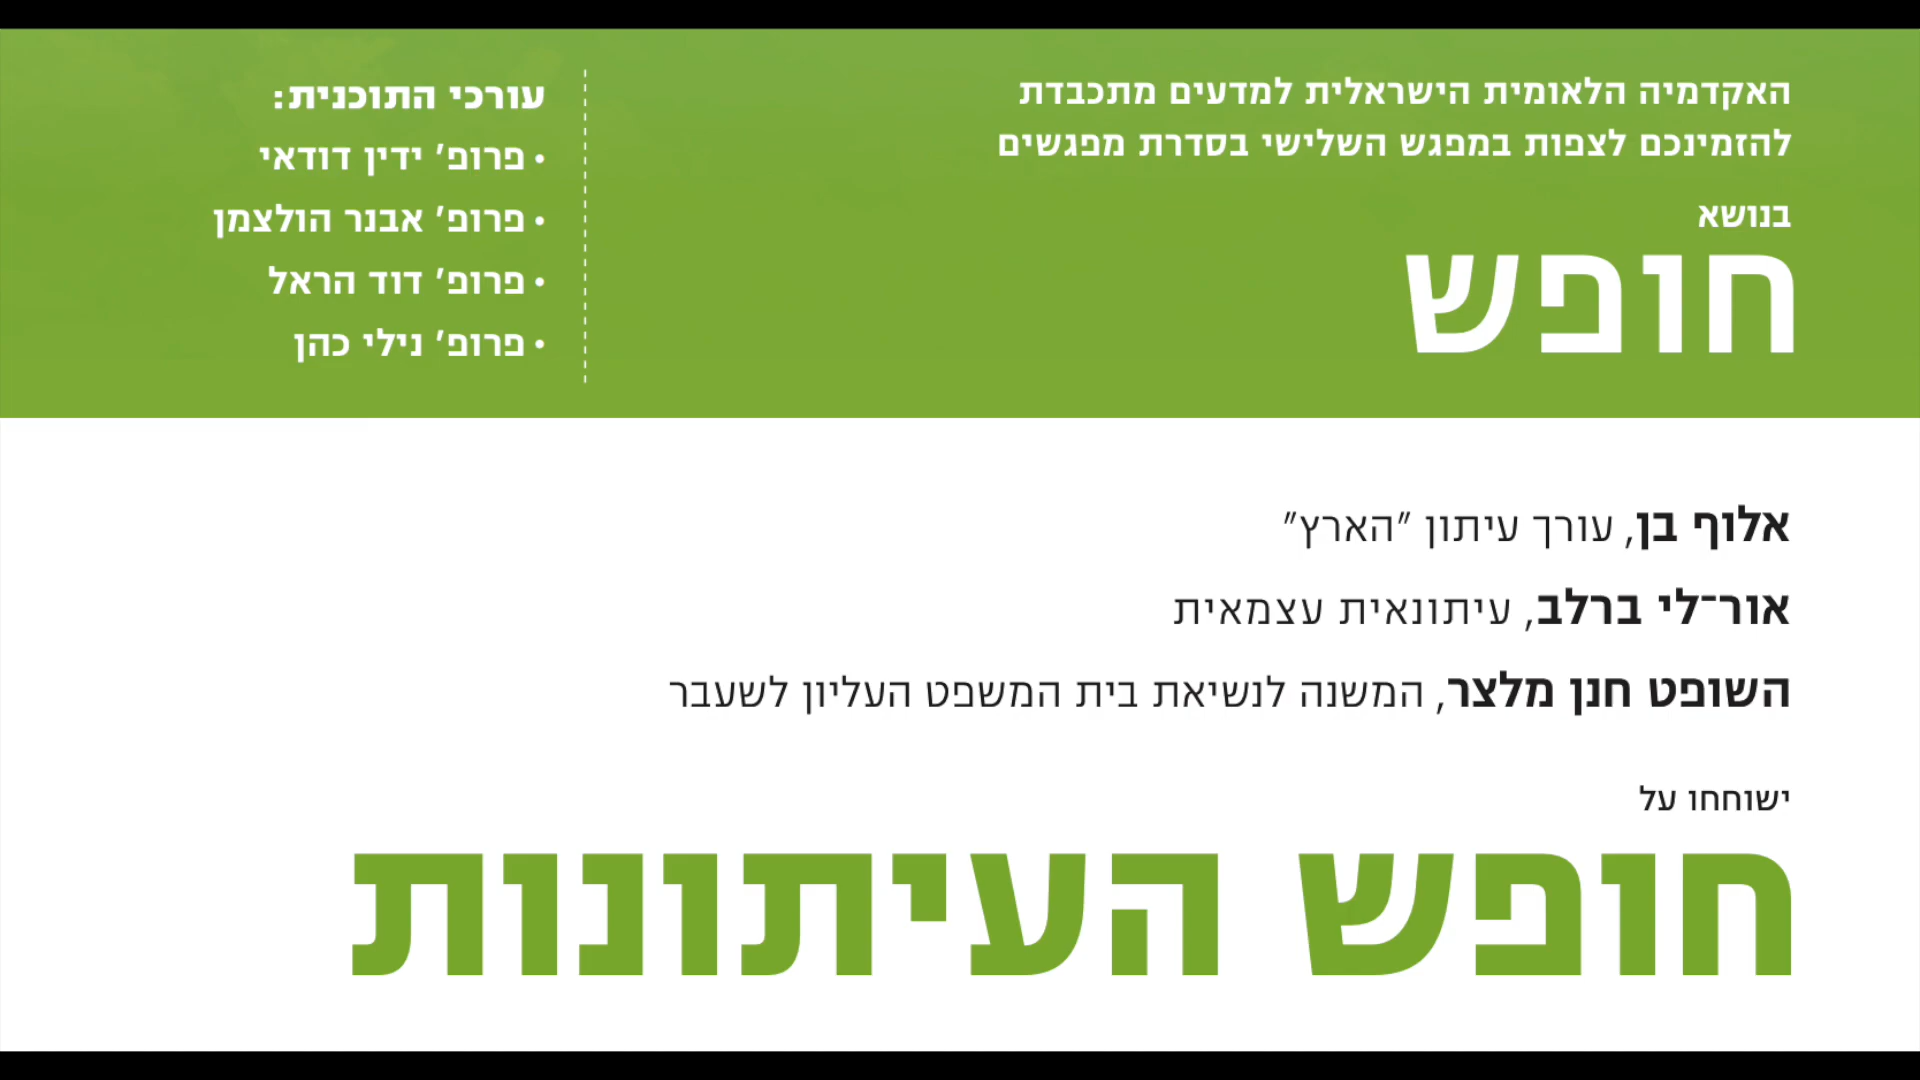 האקדמיה הלאומית הישראלית למדעים מתכבדת
להזמינכם לצפות במפגש השלישי בסדרת מפגשים
בנושא
חופש
עורכי התוכנית:
• פרופ׳ ידין דודאי
• פרופ׳ אבנר הולצמן
• פרופ׳ דוד הראל
• פרופ׳ נילי כהן
אלוף בן, עורך עיתון ״הארץ״
אור־לי ברלב, עיתונאית עצמאית
השופט חנן מלצר, המשנה לנשיאת בית המשפט העליון לשעבר
ישוחחו על
חופש העיתונות